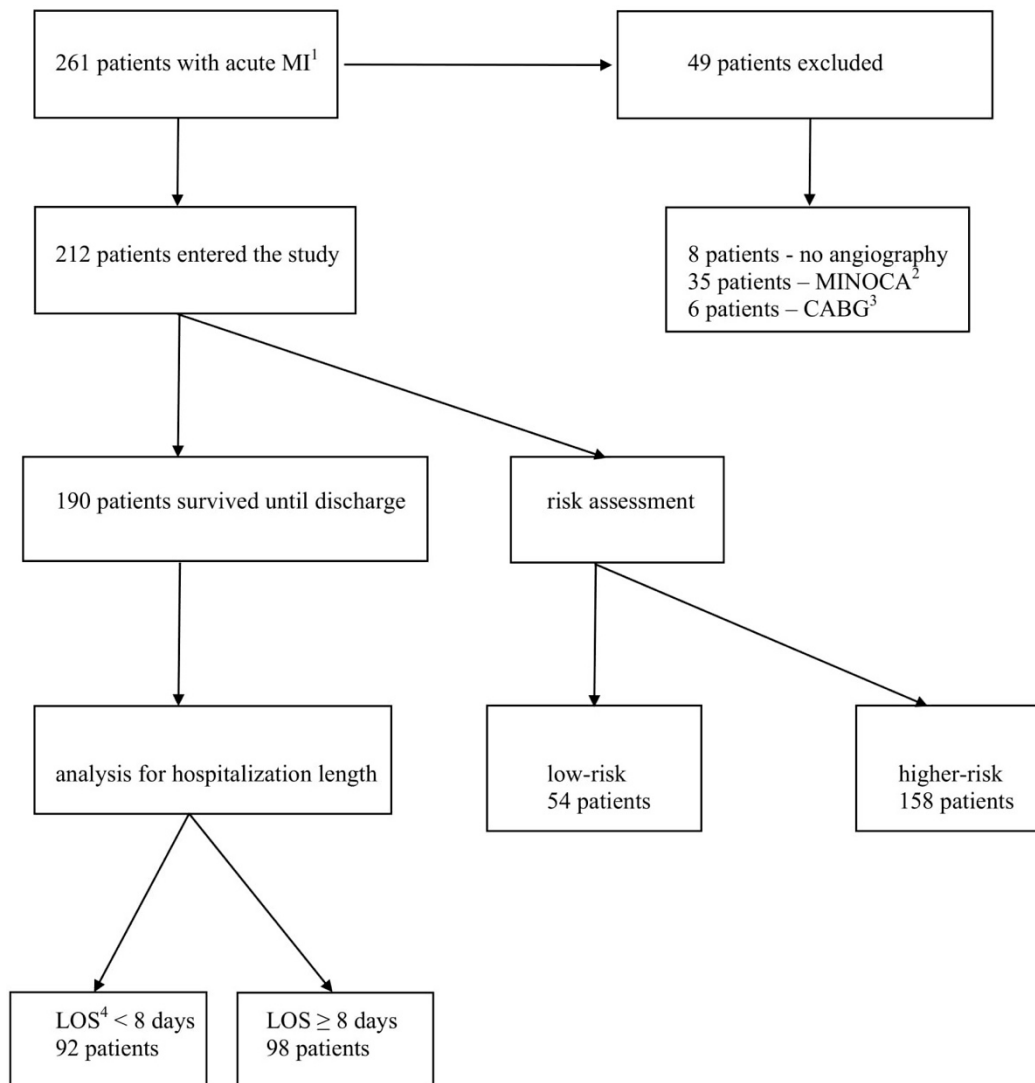 261 patients with acute MI¹
49 patients excluded
212 patients entered the study
8 patients - no angiography
35 patients – MINOCA²
6 patients – CABG³
190 patients survived until discharge
risk assessment
analysis for hospitalization length
low-risk
54 patients
higher-risk
158 patients
LOS⁴ < 8 days
92 patients
LOS ≥ 8 days
98 patients